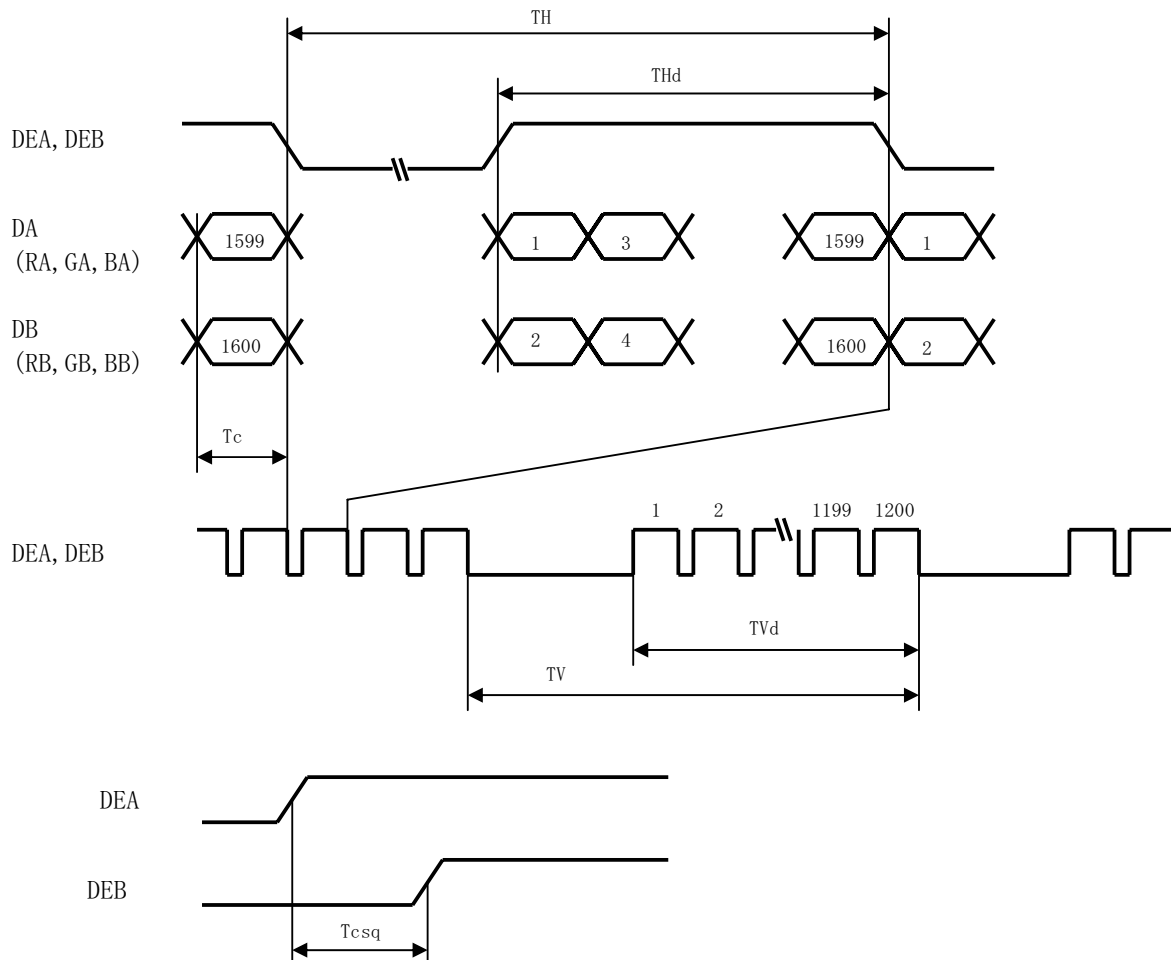 TH
THd
DEA, DEB
DA
(RA, GA, BA)
1599
1
3
1599
1
DB
(RB, GB, BB)
1600
2
4
1600
2
Tc
1
2
1199
1200
DEA, DEB
TVd
TV
DEA
DEB
Tcsq